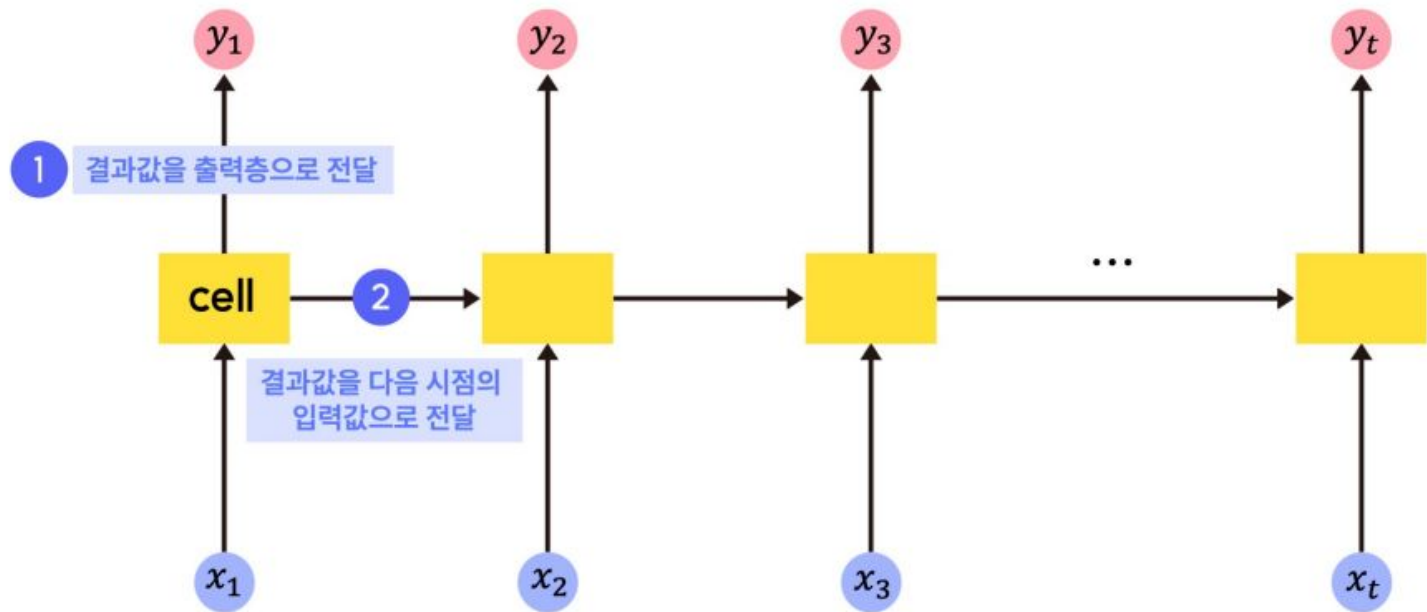 y₁ y₂ y₃ yₜ
1 결과값을 출력층으로 전달
cell 2 ...
결과값을 다음 시점의
입력값으로 전달
x₁ x₂ x₃ xₜ